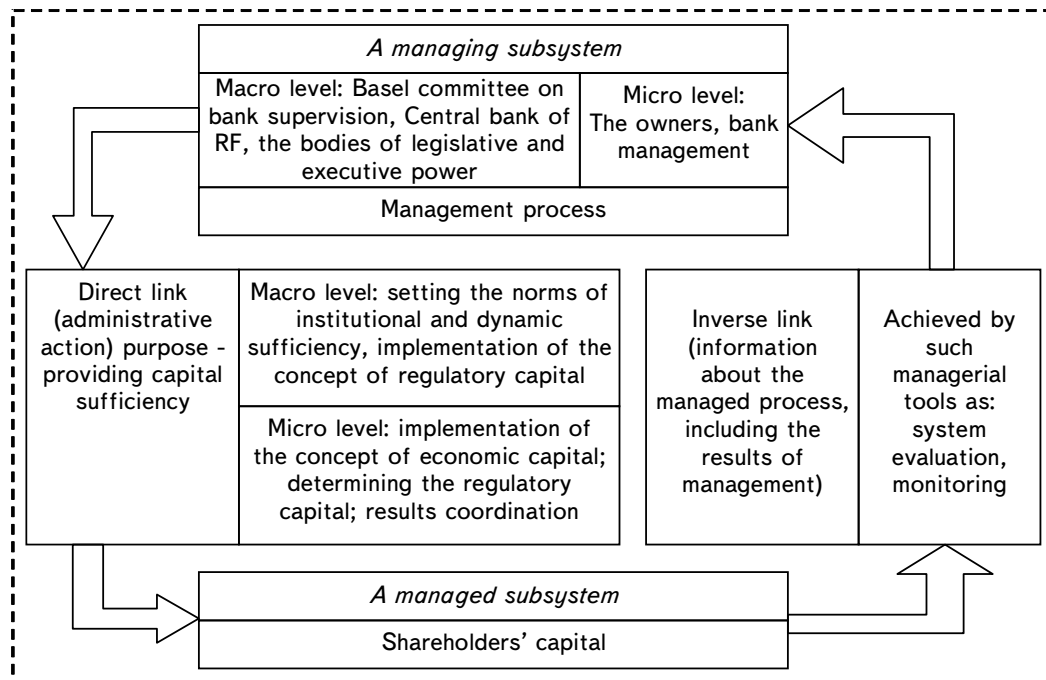 A managing subsystem
Macro level: Basel committee on
bank supervision, Central bank of
RF, the bodies of legislative and
executive power
Micro level:
The owners, bank
management
Management process
Direct link
(administrative
action) purpose -
providing capital
sufficiency
Macro level: setting the norms of
institutional and dynamic
sufficiency, implementation of the
concept of regulatory capital
Micro level: implementation of
the concept of economic capital;
determining the regulatory
capital; results coordination
Inverse link
(information
about the
managed process,
including the
results of
management)
Achieved by
such
managerial
tools as:
system
evaluation,
monitoring
A managed subsystem
Shareholders' capital